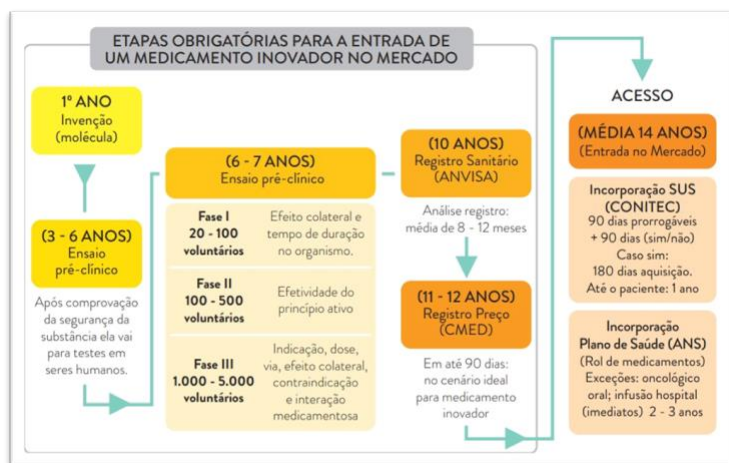 ETAPAS OBRIGATÓRIAS PARA A ENTRADA DE
UM MEDICAMENTO INOVADOR NO MERCADO
1º ANO
Invenção
(molécula)
(3 - 6 ANOS)
Ensaio
pré-clínico
Após comprovação
da segurança da
substância ela vai
para testes em
seres humanos.
(6 - 7 ANOS)
Ensaio pré-clínico
Fase I
20 - 100
voluntários
Efeito colateral e
tempo de duração
no organismo.
Fase II
100 - 500
voluntários
Efetividade do
princípio ativo
Fase III
1.000 - 5.000
voluntários
Indicação, dose,
via, efeito colateral,
contraindicação
e interação
medicamentosa
(10 ANOS)
Registro Sanitário
(ANVISA)
Análise registro:
média de 8 - 12 meses
(11 - 12 ANOS)
Registro Preço
(CMED)
Em até 90 dias:
no cenário ideal
para medicamento
inovador
ACESSO
(MÉDIA 14 ANOS)
(Entrada no Mercado)
Incorporação SUS
(CONITEC)
90 dias prorrogáveis
+ 90 dias (sim/não)
Caso sim:
180 dias aquisição.
Até o paciente: 1 ano
Incorporação
Plano de Saúde (ANS)
(Rol de medicamentos)
Exceções: oncológico
oral; infusão hospital
(imediatos) 2 - 3 anos